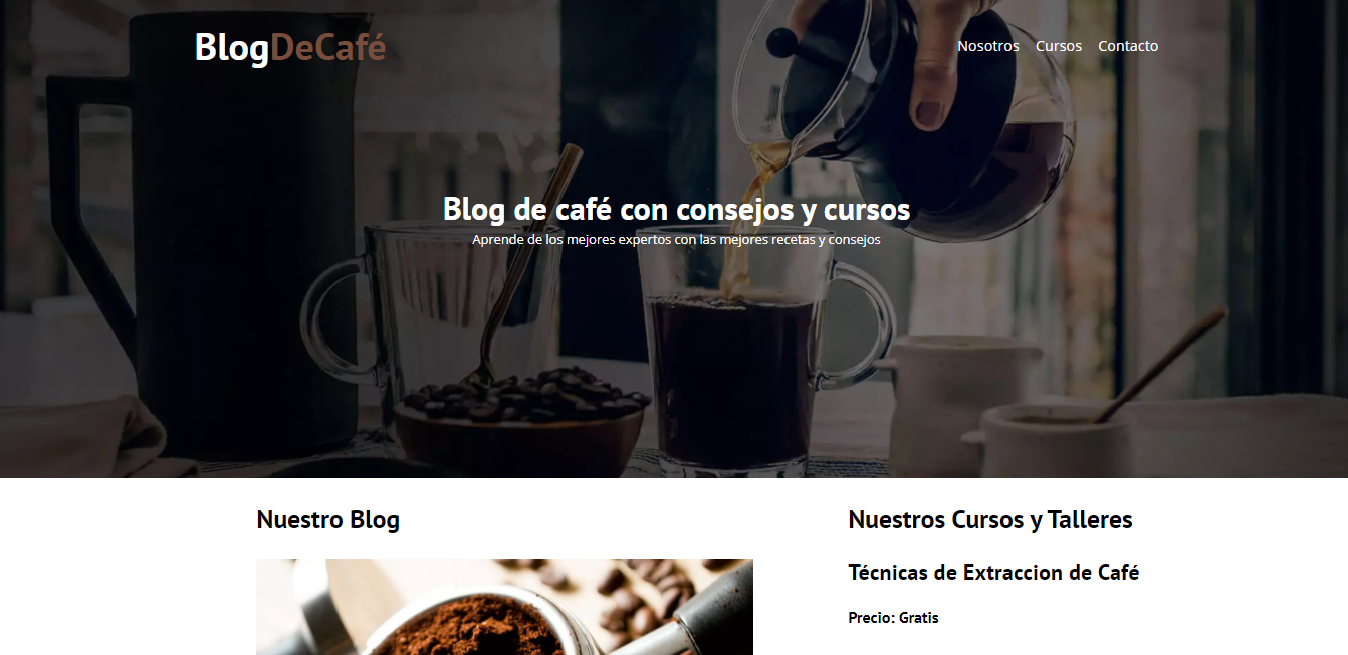 BlogDeCafé
Nosotros Cursos Contacto
Blog de café con consejos y cursos
Aprende de los mejores expertos con las mejores recetas y consejos
Nuestro Blog
Nuestros Cursos y Talleres
Técnicas de Extraccion de Café
Precio: Gratis